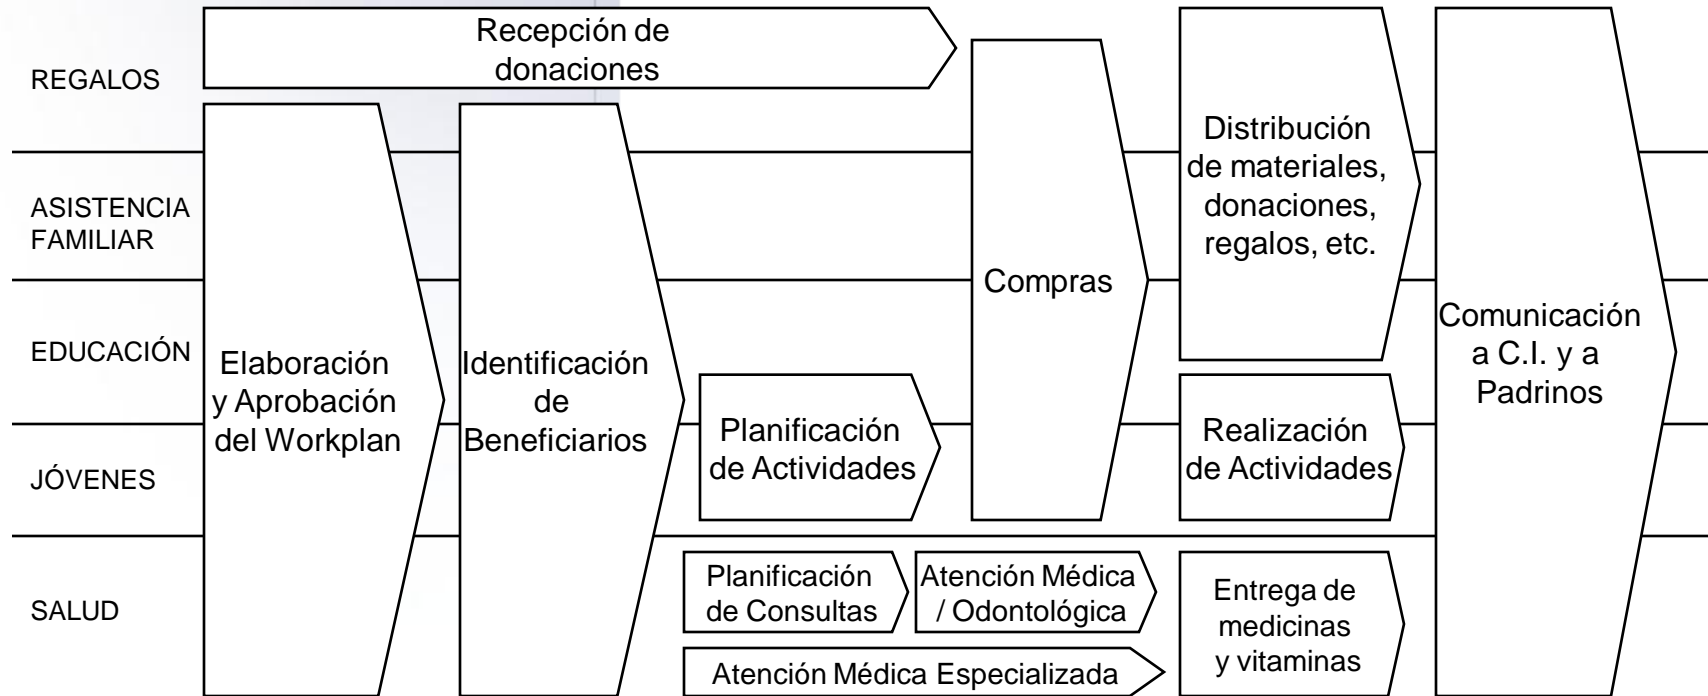 Recepción de
donaciones
REGALOS
ASISTENCIA
FAMILIAR
EDUCACIÓN
JÓVENES
SALUD
Elaboración
y Aprobación
del Workplan
Identificación
de
Beneficiarios
Planificación
de Actividades
Planificación
de Consultas
Atención Médica
/ Odontológica
Atención Médica Especializada
Compras
Distribución
de materiales,
donaciones,
regalos, etc.
Realización
de Actividades
Entrega de
medicinas
y vitaminas
Comunicación
a C.I. y a
Padrinos